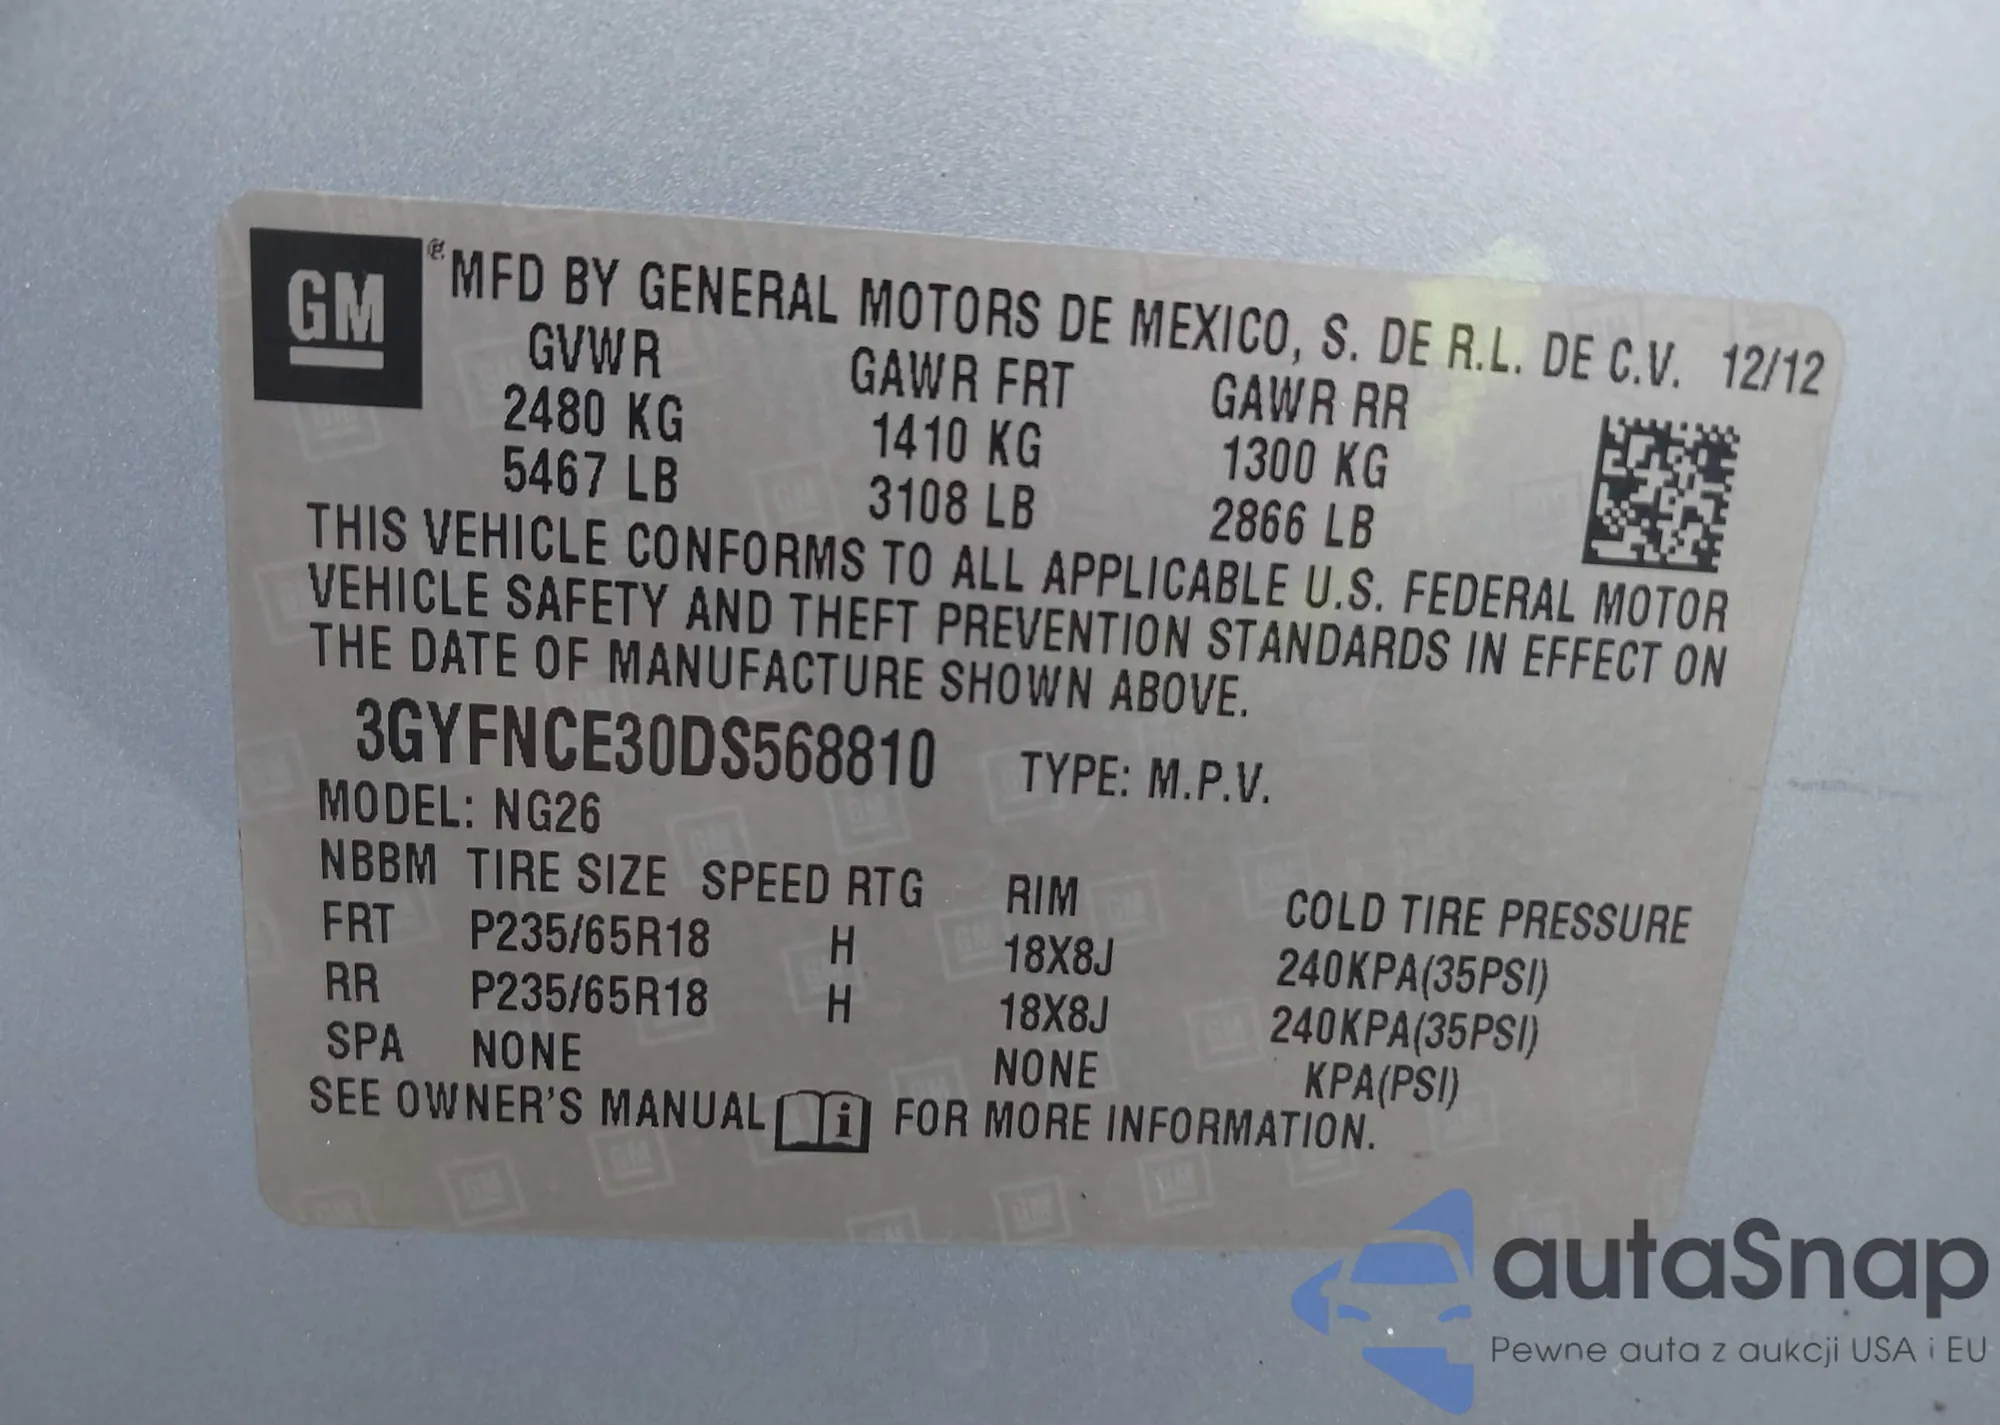 GM ® MFD BY GENERAL MOTORS DE MEXICO, S. DE R.L. DE C.V. 12/12
GVWR GAWR FRT GAWR RR
2480 KG 1410 KG 1300 KG
5467 LB 3108 LB 2866 LB
THIS VEHICLE CONFORMS TO ALL APPLICABLE U.S. FEDERAL MOTOR
VEHICLE SAFETY AND THEFT PREVENTION STANDARDS IN EFFECT ON
THE DATE OF MANUFACTURE SHOWN ABOVE.
3GYFNCE30DS568810 TYPE: M.P.V.
MODEL: NG26
NBBM TIRE SIZE SPEED RTG RIM COLD TIRE PRESSURE
FRT P235/65R18 H 18X8J 240KPA(35PSI)
RR P235/65R18 H 18X8J 240KPA(35PSI)
SPA NONE NONE KPA(PSI)
SEE OWNER'S MANUAL i FOR MORE INFORMATION.
autaSnap
Pewne auta z aukcji USA i EU